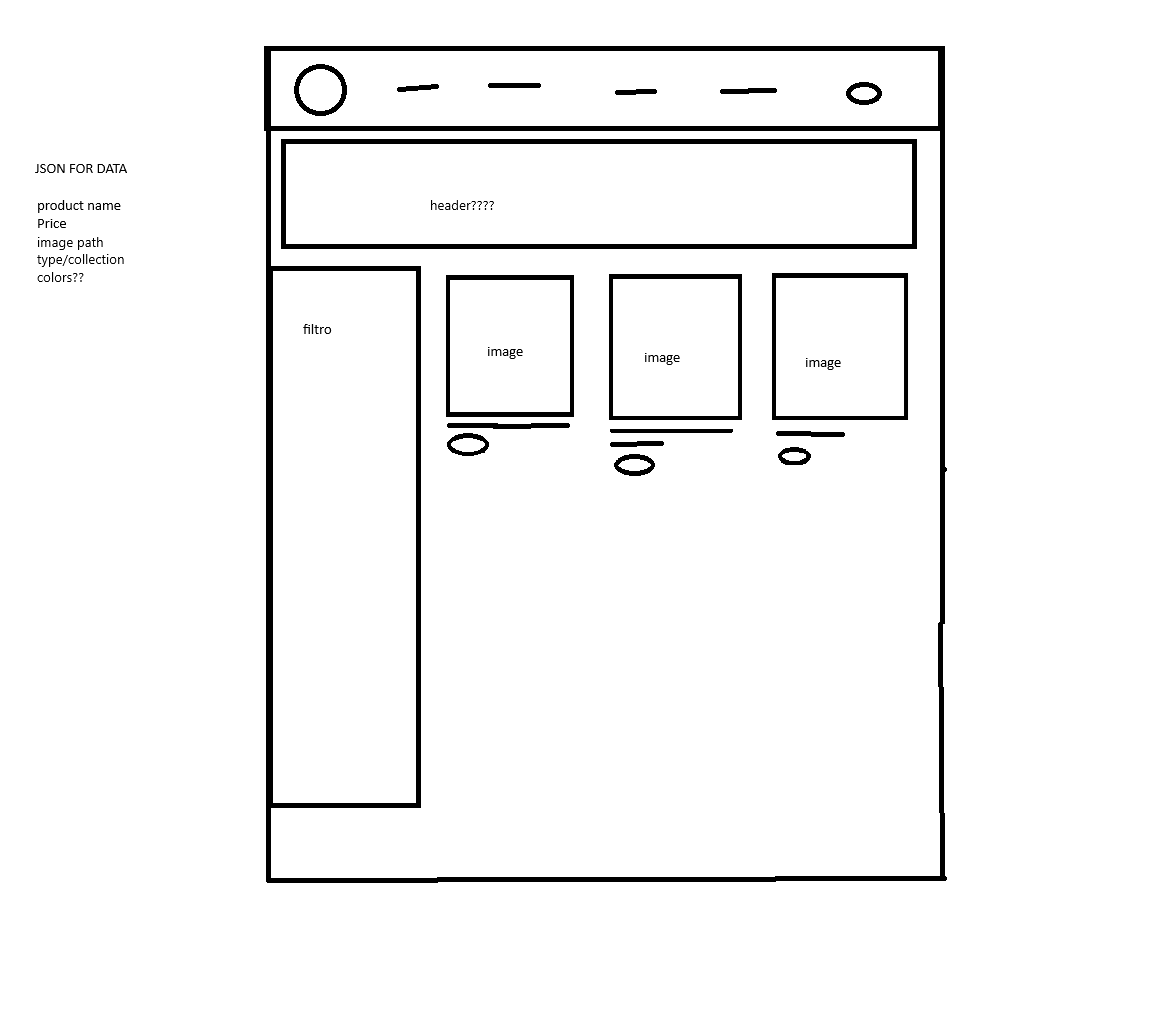 JSON FOR DATA
product name
Price
image path
type/collection
colors??
header????
filtro
image
image
image